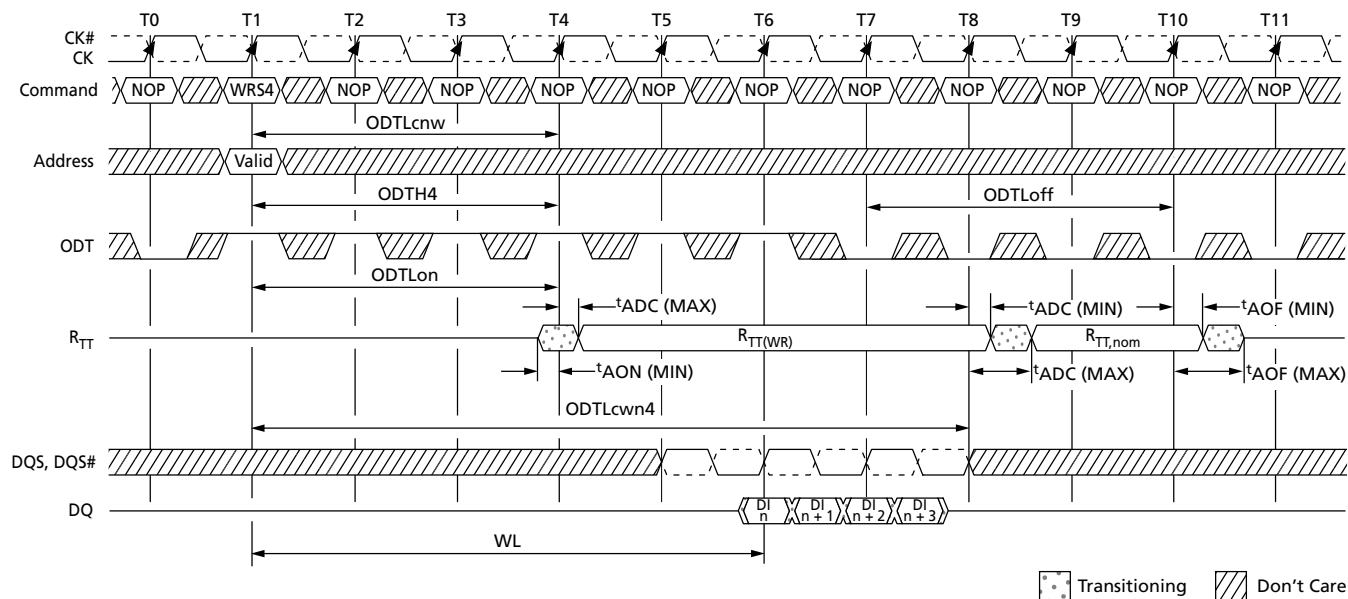 T0 T1 T2 T3 T4 T5 T6 T7 T8 T9 T10 T11
CK#
CK
Command NOP WRS4 NOP NOP NOP NOP NOP NOP NOP NOP NOP NOP
ODTLcnw
Address Valid
ODTH4 ODTLoff
ODT
ODTLon
tADC (MAX) tADC (MIN) tAOF (MIN)
RTT RTT(WR) RTT,nom
tAON (MIN) tADC (MAX) tAOF (MAX)
ODTLcwn4
DQS, DQS#
DQ DI n DI n + 1 DI n + 2 DI n + 3
WL
Transitioning Don't Care